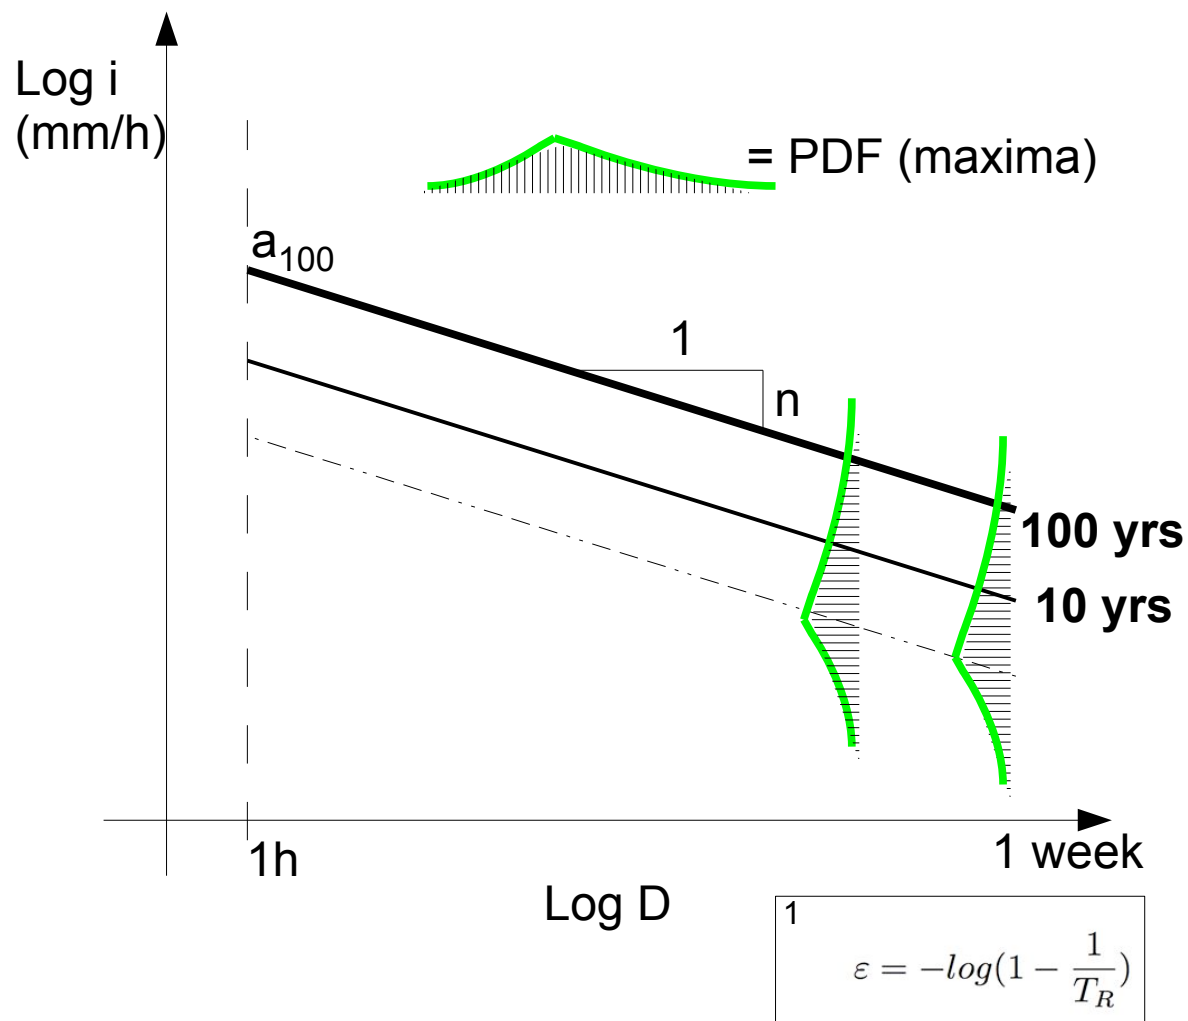 Log i
(mm/h)
= PDF (maxima)
a₁₀₀
1
n
100 yrs
10 yrs
1h
1 week
Log D
1
ε = −log(1 − 1/T_R)